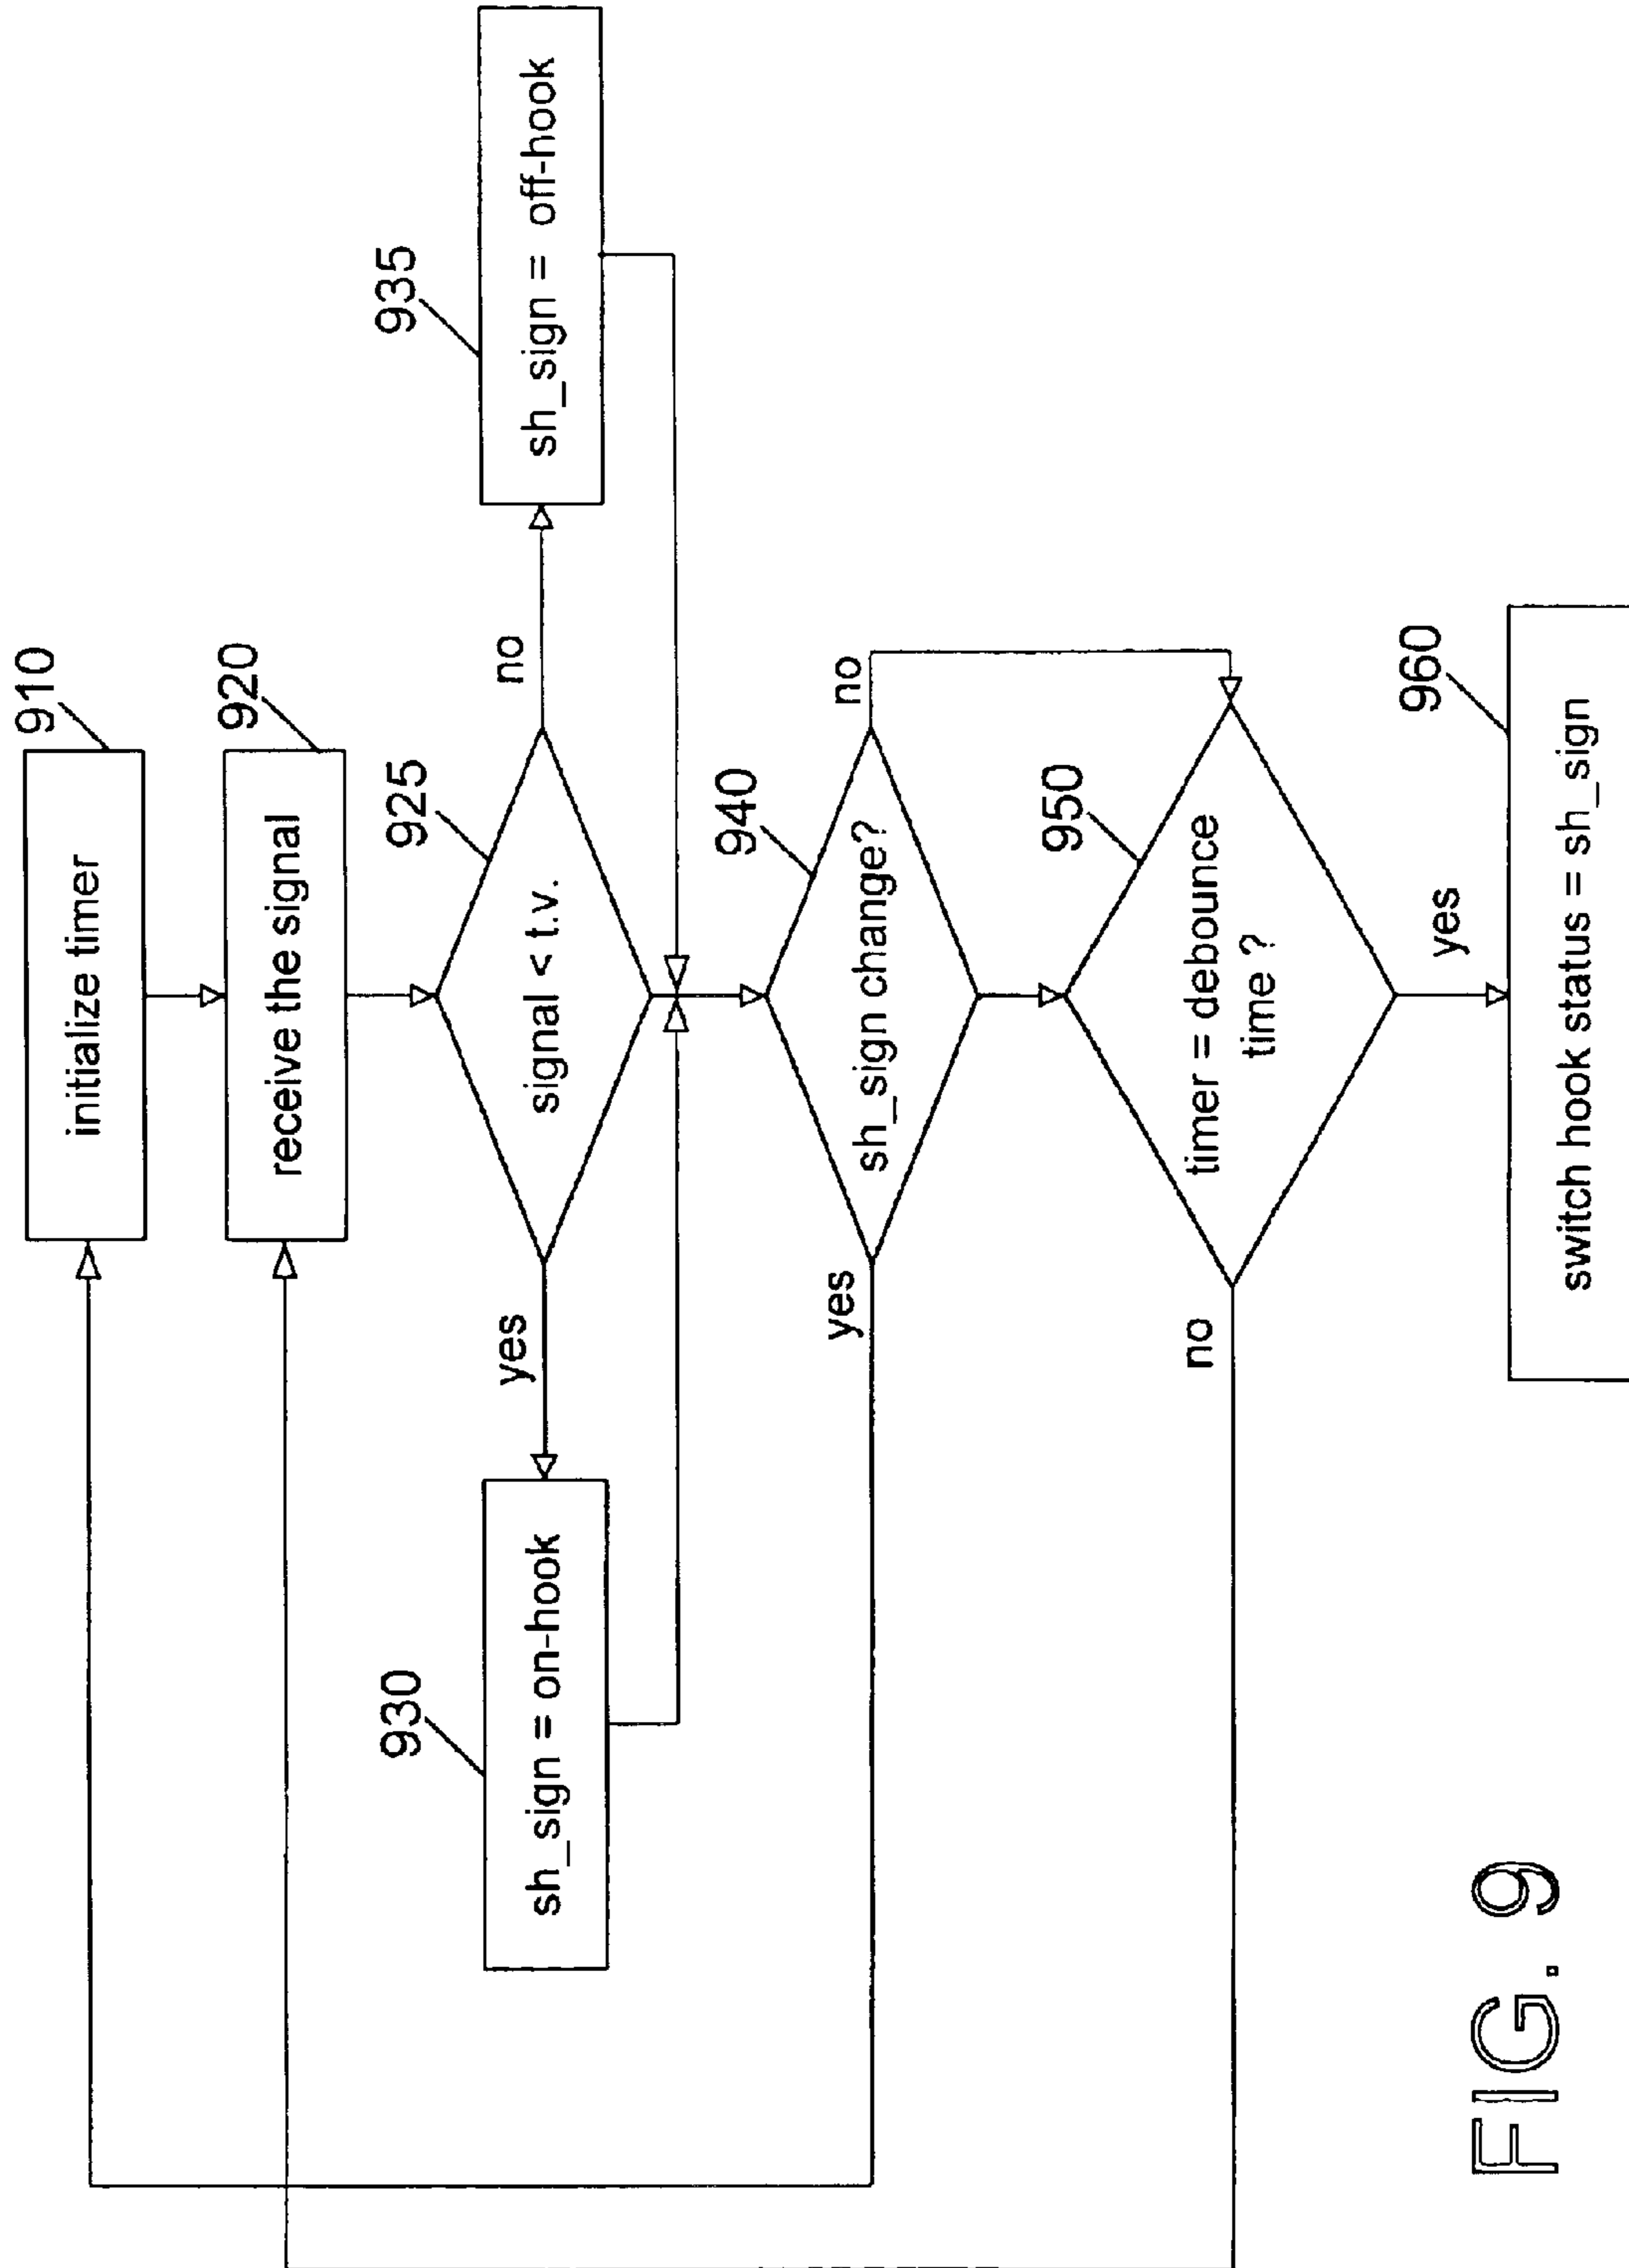 910
initialize timer
920
receive the signal
925
signal < t.v.
yes
no
930
sh_sign = on-hook
935
sh_sign = off-hook
940
sh_sign change?
yes
no
950
timer = debounce
time ?
no
yes
960
switch hook status = sh_sign
FIG. 9